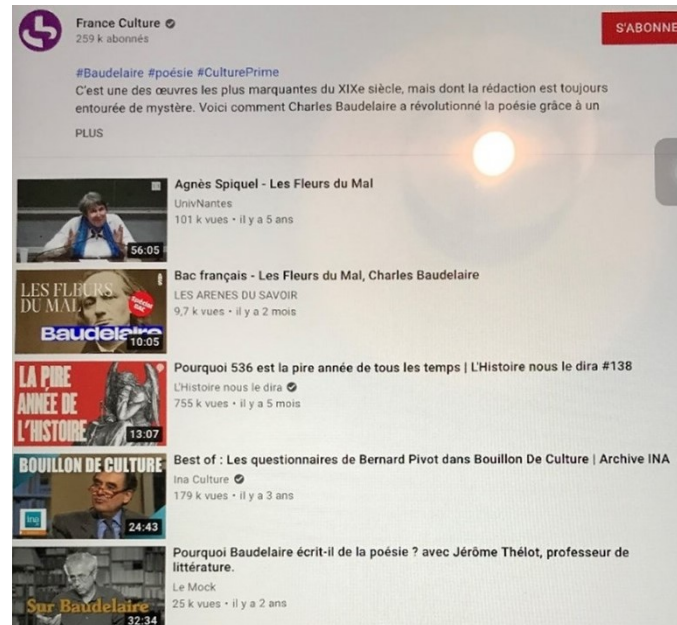 France Culture
259 k abonnés
S'ABONNE
#Baudelaire #poésie #CulturePrime
C'est une des œuvres les plus marquantes du XIXe siècle, mais dont la rédaction est toujours
entourée de mystère. Voici comment Charles Baudelaire a révolutionné la poésie grâce à un
PLUS
56:05
Agnès Spiquel - Les Fleurs du Mal
UnivNantes
101 k vues • il y a 5 ans
LES FLEURS
DU MAL
Spécial
BAC
Baudelaire
10:05
Bac français - Les Fleurs du Mal, Charles Baudelaire
LES ARENES DU SAVOIR
9,7 k vues • il y a 2 mois
LA PIRE
ANNÉE DE
L'HISTOIRE
13:07
Pourquoi 536 est la pire année de tous les temps | L'Histoire nous le dira #138
L'Histoire nous le dira
755 k vues • il y a 5 mois
BOUILLON DE CULTURE
ina
24:43
Best of : Les questionnaires de Bernard Pivot dans Bouillon De Culture | Archive INA
Ina Culture
179 k vues • il y a 3 ans
Sur Baudelaire
32:34
Pourquoi Baudelaire écrit-il de la poésie ? avec Jérôme Thélot, professeur de
littérature.
Le Mock
25 k vues • il y a 2 ans